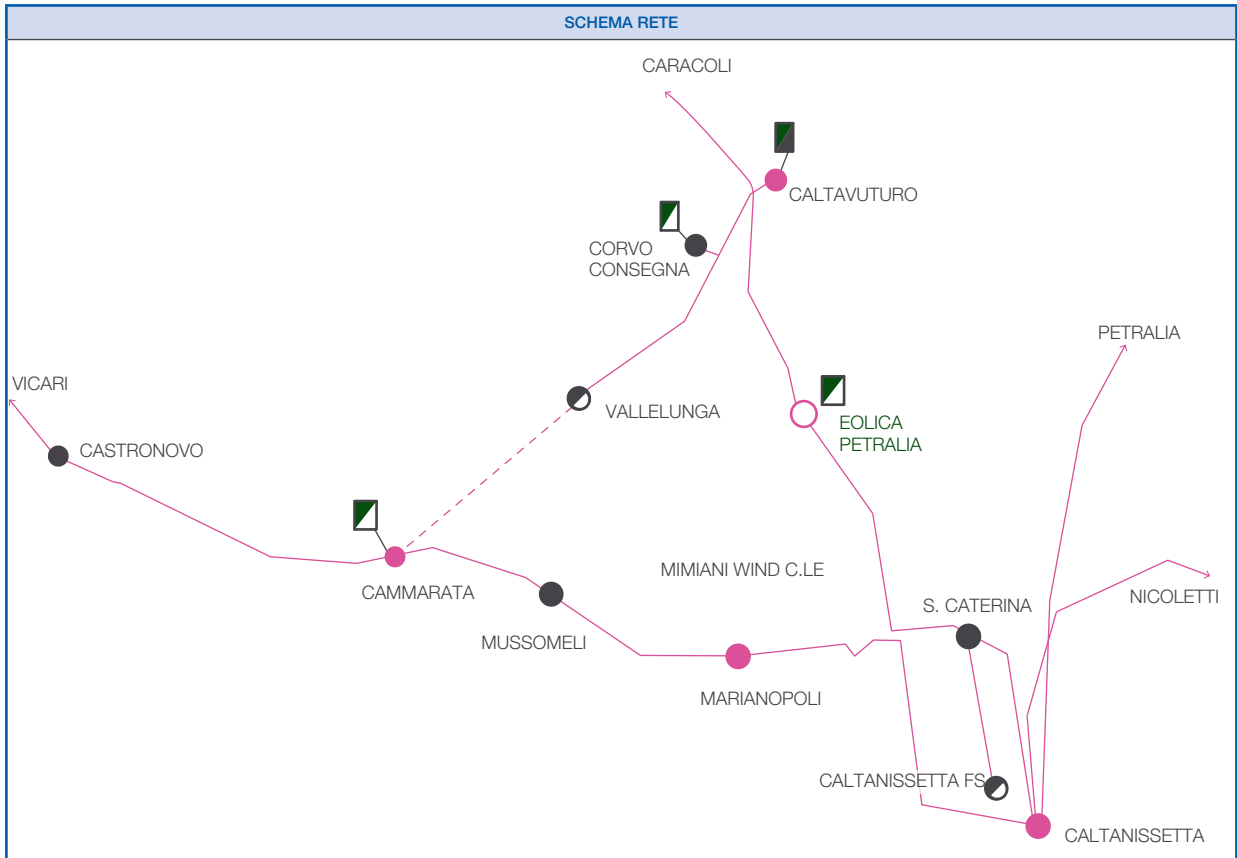 SCHEMA RETE
CARACOLI
CALTAVUTURO
CORVO
CONSEGNA
PETRALIA
VICARI
VALLELUNGA
EOLICA
PETRALIA
CASTRONOVO
MIMIANI WIND C.LE
CAMMARATA
NICOLETTI
S. CATERINA
MUSSOMELI
MARIANOPOLI
CALTANISSETTA FS
CALTANISSETTA